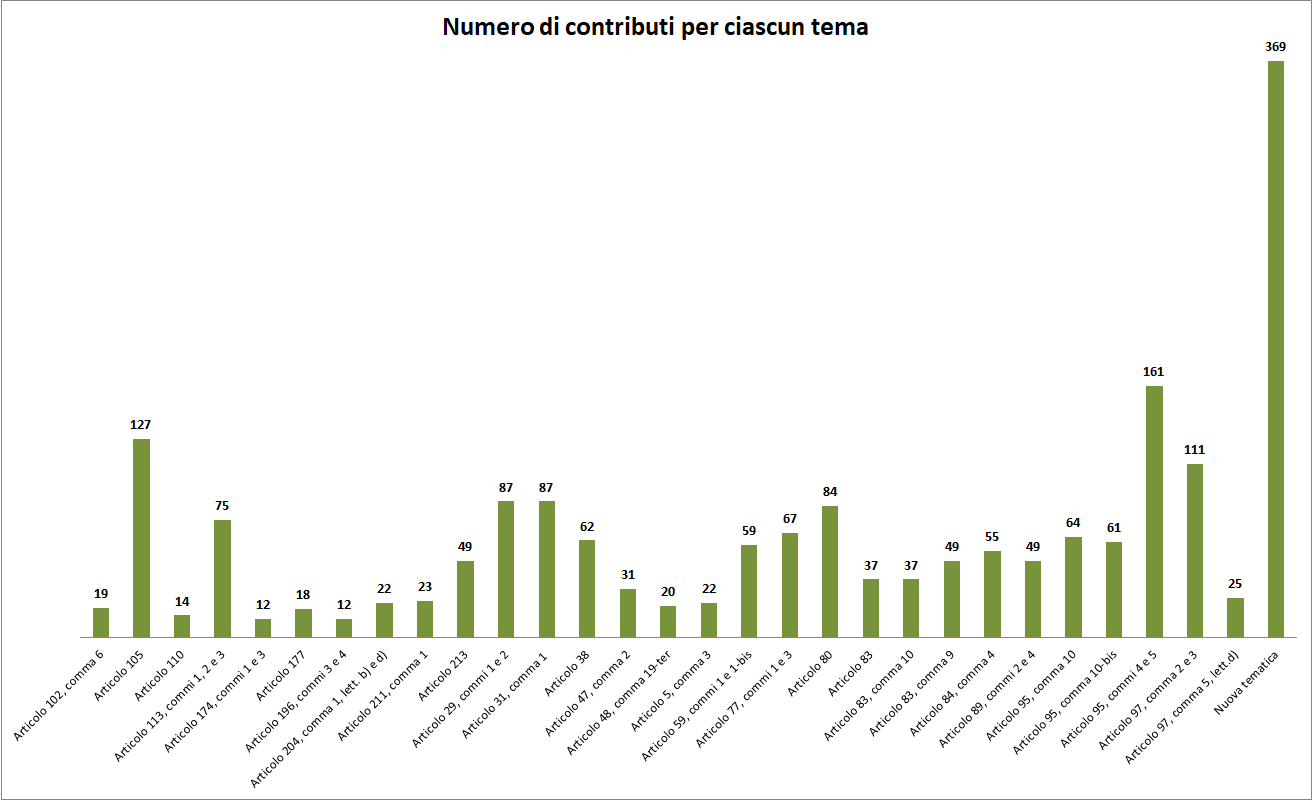 Numero di contributi per ciascun tema
19
127
14
75
12
18
12
22
23
49
87
87
62
31
20
22
59
67
84
37
37
49
55
49
64
61
161
111
25
369
Articolo 102, comma 6
Articolo 105
Articolo 110
Articolo 113, commi 1, 2 e 3
Articolo 174, commi 1 e 3
Articolo 177
Articolo 196, commi 3 e 4
Articolo 204, comma 1, lett. b) e d)
Articolo 211, comma 1
Articolo 213
Articolo 29, commi 1 e 2
Articolo 31, comma 1
Articolo 38
Articolo 47, comma 2
Articolo 48, comma 19-ter
Articolo 5, comma 3
Articolo 59, commi 1 e 1-bis
Articolo 77, commi 1 e 3
Articolo 80
Articolo 83
Articolo 83, comma 10
Articolo 83, comma 9
Articolo 84, comma 4
Articolo 89, commi 2 e 4
Articolo 95, comma 10
Articolo 95, comma 10-bis
Articolo 95, commi 4 e 5
Articolo 97, comma 2 e 3
Articolo 97, comma 5, lett.d)
Nuova tematica